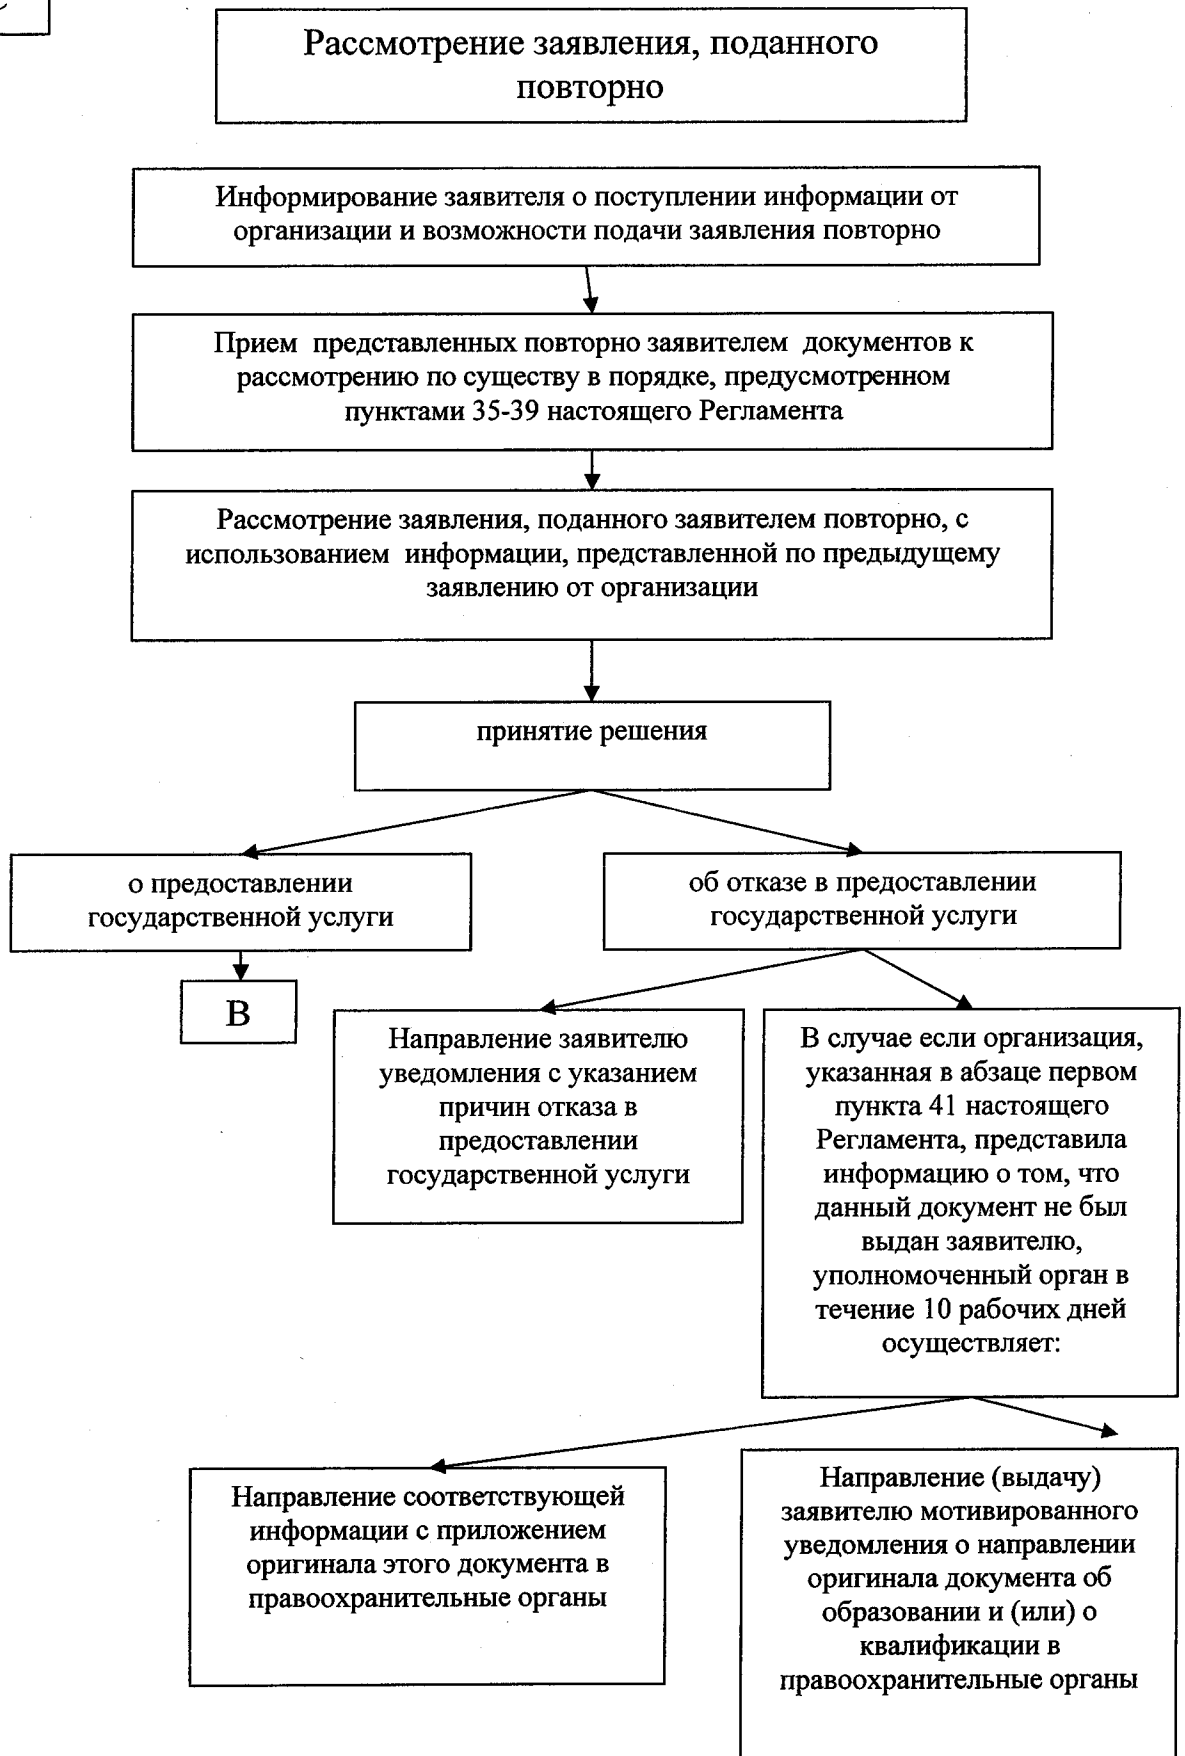 Рассмотрение заявления, поданного
повторно
Информирование заявителя о поступлении информации от
организации и возможности подачи заявления повторно
Прием представленных повторно заявителем документов к
рассмотрению по существу в порядке, предусмотренном
пунктами 35-39 настоящего Регламента
Рассмотрение заявления, поданного заявителем повторно, с
использованием информации, представленной по предыдущему
заявлению от организации
принятие решения
о предоставлении
государственной услуги
об отказе в предоставлении
государственной услуги
В
Направление заявителю
уведомления с указанием
причин отказа в
предоставлении
государственной услуги
В случае если организация,
указанная в абзаце первом
пункта 41 настоящего
Регламента, представила
информацию о том, что
данный документ не был
выдан заявителю,
уполномоченный орган в
течение 10 рабочих дней
осуществляет:
Направление соответствующей
информации с приложением
оригинала этого документа в
правоохранительные органы
Направление (выдачу)
заявителю мотивированного
уведомления о направлении
оригинала документа об
образовании и (или) о
квалификации в
правоохранительные органы